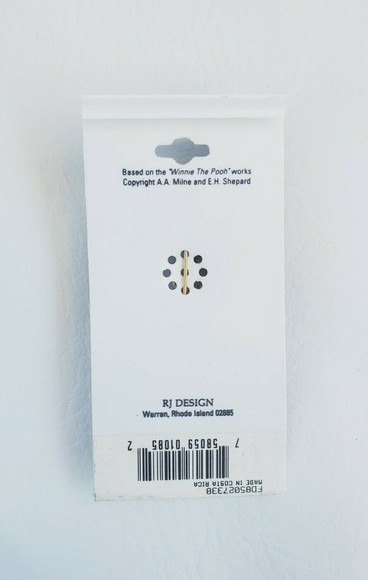 Based on the "Winnie The Pooh" works
Copyright A.A. Milne and E.H. Shepard
RJ DESIGN
Warren, Rhode Island 02885
7 58059 01085 2
MADE IN COSTA RICA
FD85027338